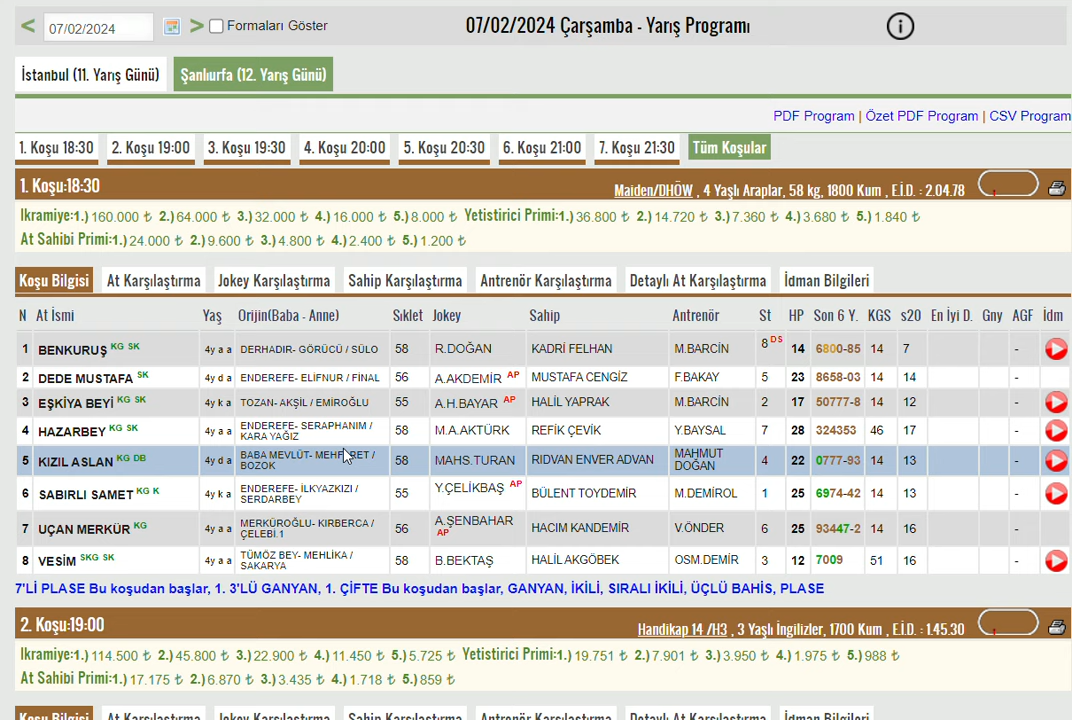 07/02/2024 Formaları Göster 07/02/2024 Çarşamba - Yarış Programı
İstanbul (11. Yarış Günü) Şanlıurfa (12. Yarış Günü)
PDF Program | Özet PDF Program | CSV Program
1. Koşu 18:30 2. Koşu 19:00 3. Koşu 19:30 4. Koşu 20:00 5. Koşu 20:30 6. Koşu 21:00 7. Koşu 21:30 Tüm Koşular
1. Koşu:18:30 Maiden/DHÖW , 4 Yaşlı Araplar, 58 kg, 1800 Kum , E.İ.D. : 2.04.78
Ikramiye:1.) 160.000 ₺ 2.) 64.000 ₺ 3.) 32.000 ₺ 4.) 16.000 ₺ 5.) 8.000 ₺ Yetistirici Primi:1.) 36.800 ₺ 2.) 14.720 ₺ 3.) 7.360 ₺ 4.) 3.680 ₺ 5.) 1.840 ₺
At Sahibi Primi:1.) 24.000 ₺ 2.) 9.600 ₺ 3.) 4.800 ₺ 4.) 2.400 ₺ 5.) 1.200 ₺
Koşu Bilgisi At Karşılaştırma Jokey Karşılaştırma Sahip Karşılaştırma Antrenör Karşılaştırma Detaylı At Karşılaştırma İdman Bilgileri
N At İsmi Yaş Orijin(Baba - Anne) Sıklet Jokey Sahip Antrenör St HP Son 6 Y. KGS s20 En İyi D. Gny AGF İdm
1 BENKURUŞ KG SK 4y a a DERHADIR- GÖRÜCÜ / SÜLO 58 R.DOĞAN KADRİ FELHAN M.BARCİN 8 DS 14 6800-85 14 7 -
2 DEDE MUSTAFA SK 4y d a ENDEREFE- ELİFNUR / FİNAL 56 A.AKDEMİR AP MUSTAFA CENGİZ F.BAKAY 5 23 8658-03 14 14 -
3 EŞKİYA BEYİ KG SK 4y k a TOZAN- AKŞİL / EMİROĞLU 55 A.H.BAYAR AP HALİL YAPRAK M.BARCİN 2 17 50777-8 14 12 -
4 HAZARBEY KG SK 4y k a ENDEREFE- SERAPHANIM / KARA YAĞIZ 58 M.A.AKTÜRK REFİK ÇEVİK Y.BAYSAL 7 28 324353 46 17 -
5 KIZIL ASLAN KG DB 4y d a BABA MEVLÜT- / BOZOK 58 MAHS.TURAN RIDVAN ENVER ADVAN MAHMUT DOĞAN 4 22 0777-93 14 13 -
6 SABIRLI SAMET KG K 4y k a ENDEREFE- İLKYAZKIZI / SERDARBEY 55 Y.ÇELİKBAŞ AP BÜLENT TOYDEMİR M.DEMİROL 1 25 6974-42 14 13 -
7 UÇAN MERKÜR KG 4y a a MERKÜROĞLU- KIRBERCA / ÇELEBİ.1 56 A.ŞENBAHAR AP HACIM KANDEMİR V.ÖNDER 6 25 93447-2 14 16 -
8 VESİM SKG SK 4y a a TÜMÖZ BEY- MEHLİKA / SAKARYA 58 B.BEKTAŞ HALİL AKGÖBEK OSM.DEMİR 3 12 7009 51 16 -
7'Lİ PLASE Bu koşudan başlar, 1. 3'LÜ GANYAN, 1. ÇİFTE Bu koşudan başlar, GANYAN, İKİLİ, SIRALI İKİLİ, ÜÇLÜ BAHİS, PLASE
2. Koşu:19:00 Handikap 14 /H3 , 3 Yaşlı İngilizler, 1700 Kum , E.İ.D. : 1.45.30
Ikramiye:1.) 114.500 ₺ 2.) 45.800 ₺ 3.) 22.900 ₺ 4.) 11.450 ₺ 5.) 5.725 ₺ Yetistirici Primi:1.) 19.751 ₺ 2.) 7.901 ₺ 3.) 3.950 ₺ 4.) 1.975 ₺ 5.) 988 ₺
At Sahibi Primi:1.) 17.175 ₺ 2.) 6.870 ₺ 3.) 3.435 ₺ 4.) 1.718 ₺ 5.) 859 ₺
Koşu Bilgisi At Karşılaştırma Jokey Karşılaştırma Sahip Karşılaştırma Antrenör Karşılaştırma Detaylı At Karşılaştırma İdman Bilgileri